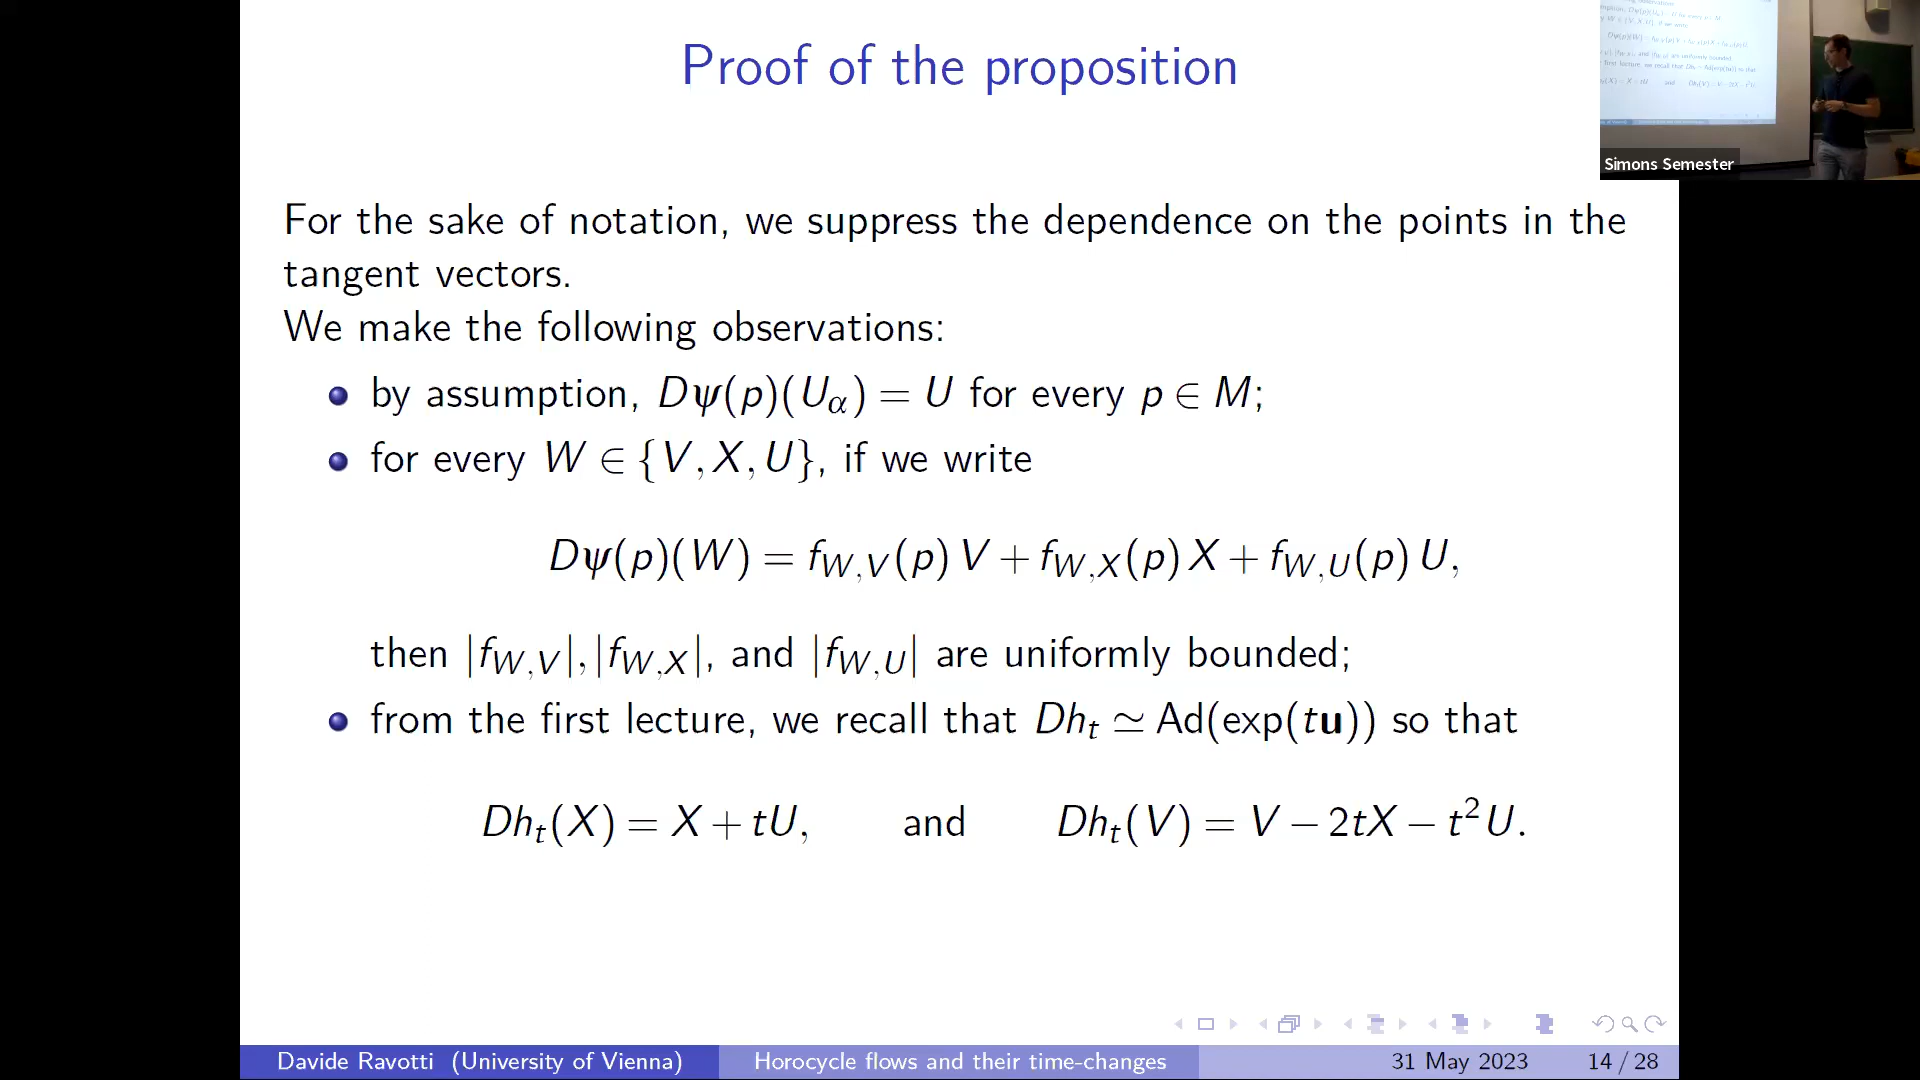 Proof of the proposition
Simons Semester
For the sake of notation, we suppress the dependence on the points in the
tangent vectors.
We make the following observations:
by assumption, Dψ(p)(U_α) = U for every p ∈ M;
for every W ∈ {V, X, U}, if we write
Dψ(p)(W) = f_{W,V}(p) V + f_{W,X}(p) X + f_{W,U}(p) U,
then |f_{W,V}|, |f_{W,X}|, and |f_{W,U}| are uniformly bounded;
from the first lecture, we recall that Dh_t ≃ Ad(exp(t𝐮)) so that
Dh_t(X) = X + tU, and Dh_t(V) = V − 2tX − t²U.
Davide Ravotti (University of Vienna) Horocycle flows and their time-changes 31 May 2023 14 / 28